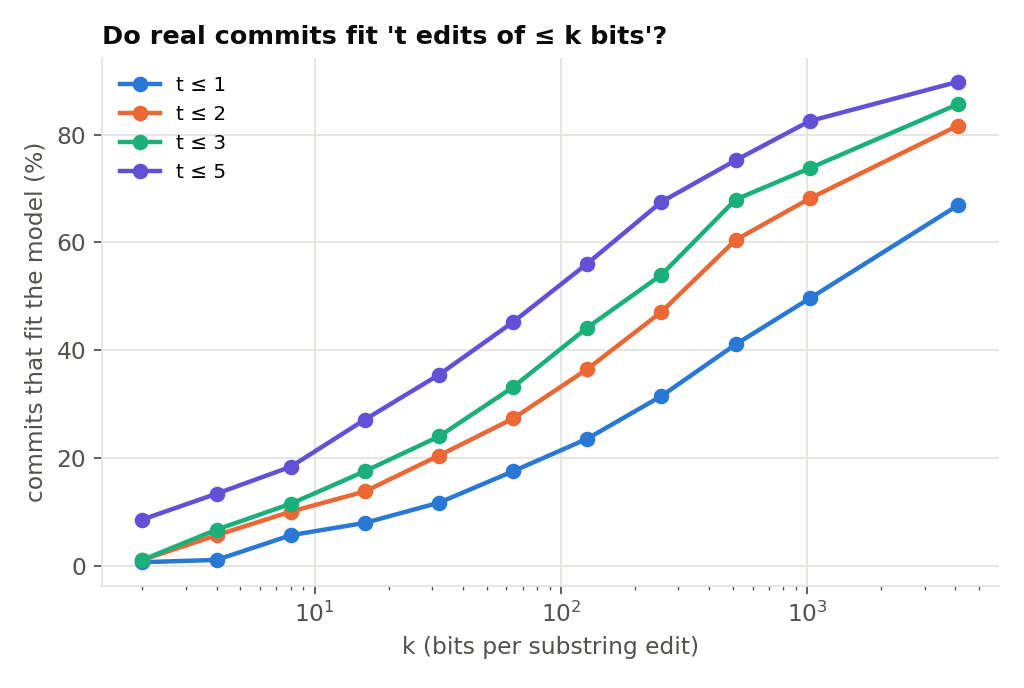 Do real commits fit 't edits of ≤ k bits'?
t ≤ 1
t ≤ 2
t ≤ 3
t ≤ 5
commits that fit the model (%)
80
60
40
20
0
10¹ 10² 10³
k (bits per substring edit)